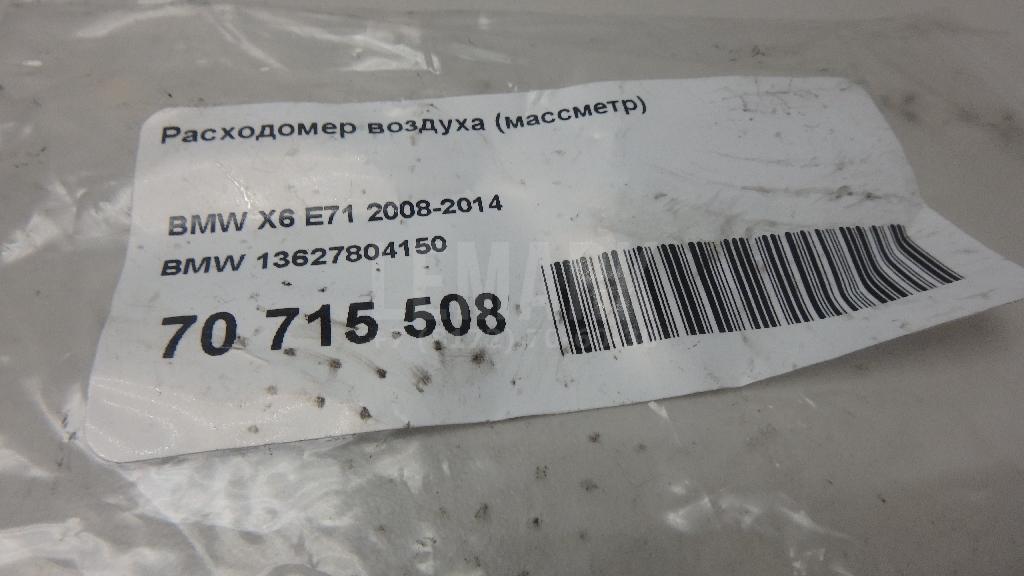 Расходомер воздуха (массметр)
BMW X6 E71 2008-2014
BMW 13627804150
70 715 508